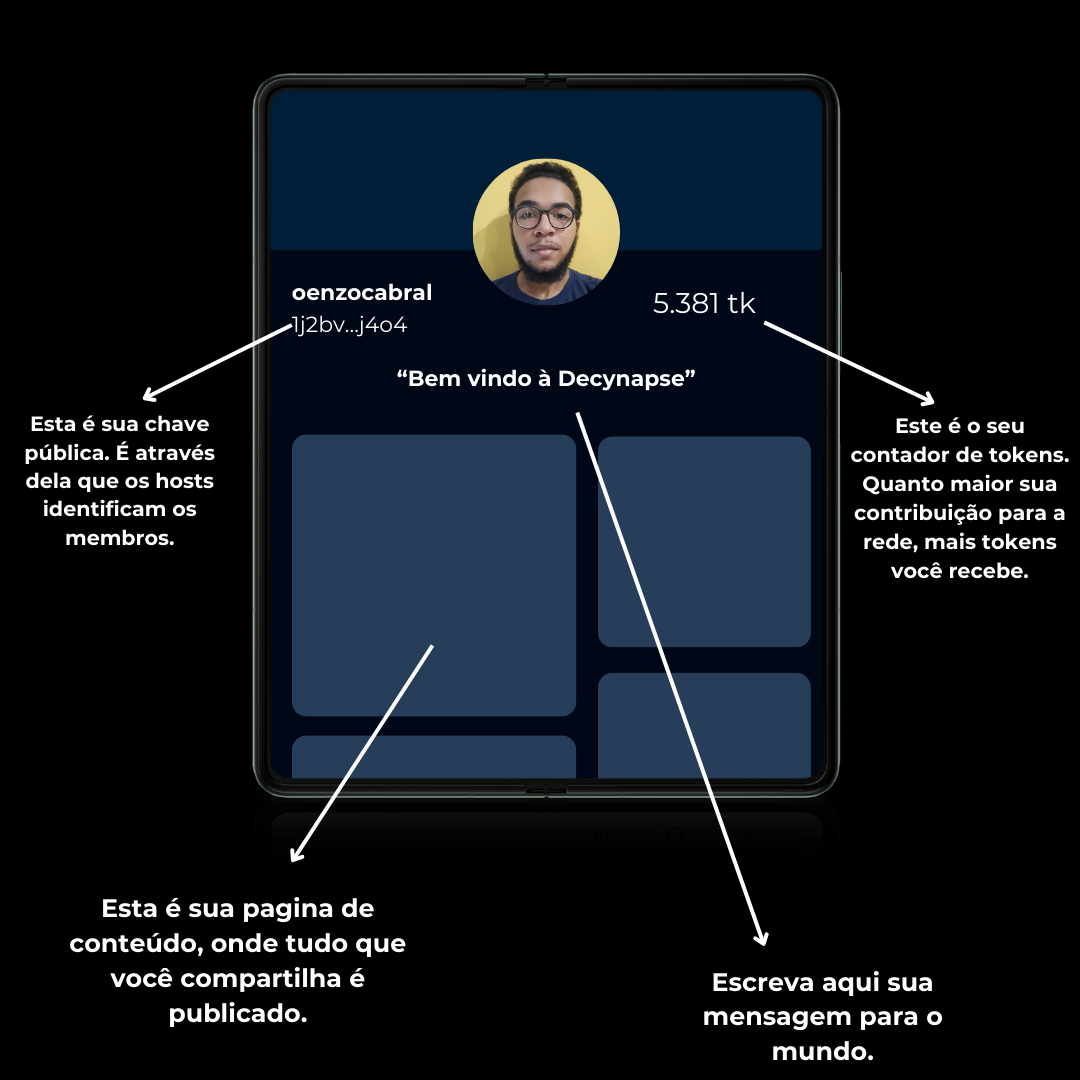 oenzocabral
1j2bv...j4o4
5.381 tk
“Bem vindo à Decynapse”
Esta é sua chave
pública. É através
dela que os hosts
identificam os
membros.
Este é o seu
contador de tokens.
Quanto maior sua
contribuição para a
rede, mais tokens
você recebe.
Esta é sua pagina de
conteúdo, onde tudo que
você compartilha é
publicado.
Escreva aqui sua
mensagem para o
mundo.